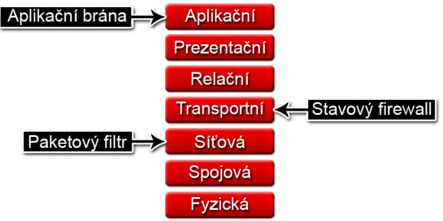 Aplikační brána
Aplikační
Prezentační
Relační
Transportní
Stavový firewall
Paketový filtr
Síťová
Spojová
Fyzická